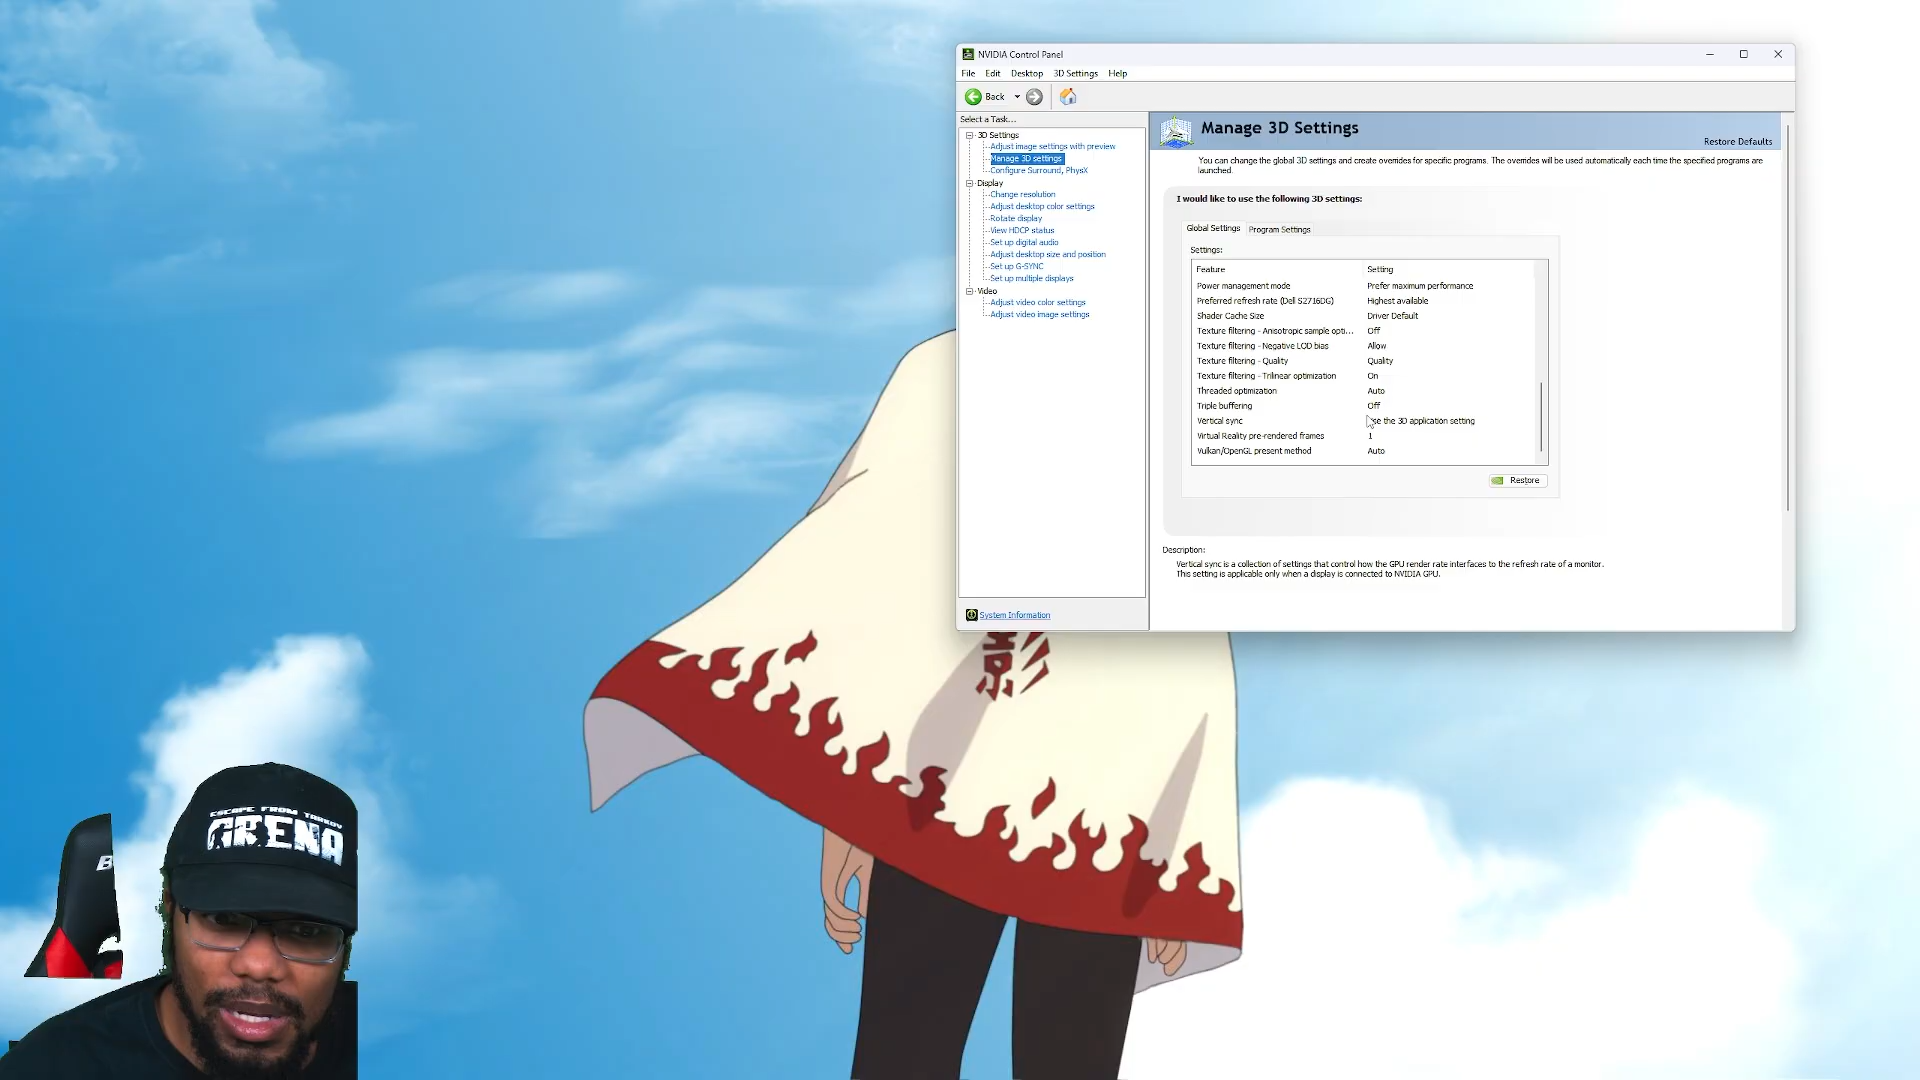 NVIDIA Control Panel
File Edit Desktop 3D Settings Help
Back
Select a Task...
3D Settings
Adjust image settings with preview
Manage 3D settings
Configure Surround, PhysX
Display
Change resolution
Adjust desktop color settings
Rotate display
View HDCP status
Set up digital audio
Adjust desktop size and position
Set up G-SYNC
Set up multiple displays
Video
Adjust video color settings
Adjust video image settings
System Information
Manage 3D Settings
Restore Defaults
You can change the global 3D settings and create overrides for specific programs. The overrides will be used automatically each time the specified programs are
launched.
I would like to use the following 3D settings:
Global Settings Program Settings
Settings:
Feature Setting
Power management mode Prefer maximum performance
Preferred refresh rate (Dell S2716DG) Highest available
Shader Cache Size Driver Default
Texture filtering - Anisotropic sample opti... Off
Texture filtering - Negative LOD bias Allow
Texture filtering - Quality Quality
Texture filtering - Trilinear optimization On
Threaded optimization Auto
Triple buffering Off
Vertical sync the 3D application setting
Virtual Reality pre-rendered frames 1
Vulkan/OpenGL present method Auto
Restore
Description:
Vertical sync is a collection of settings that control how the GPU render rate interfaces to the refresh rate of a monitor.
This setting is applicable only when a display is connected to NVIDIA GPU.
影
ESCAPE FROM TARKOV
ARENA